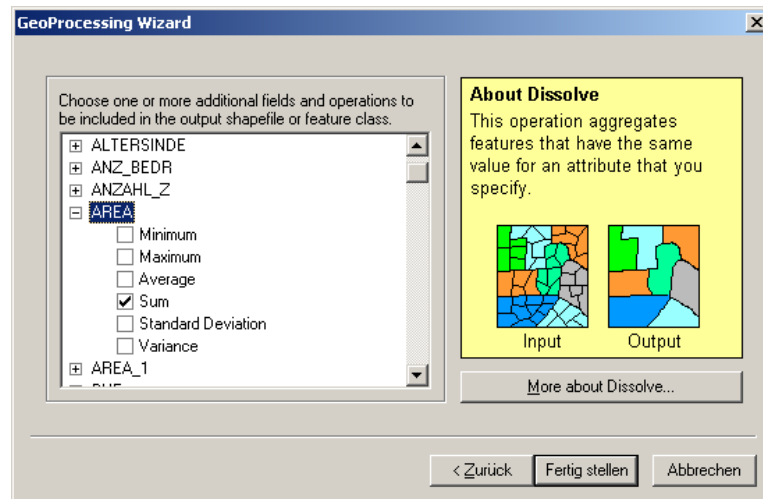 GeoProcessing Wizard
Choose one or more additional fields and operations to
be included in the output shapefile or feature class.
ALTERSINDE
ANZ_BEDR
ANZAHL_Z
AREA
Minimum
Maximum
Average
Sum
Standard Deviation
Variance
AREA_1
About Dissolve
This operation aggregates
features that have the same
value for an attribute that you
specify.
Input Output
More about Dissolve...
< Zurück Fertig stellen Abbrechen